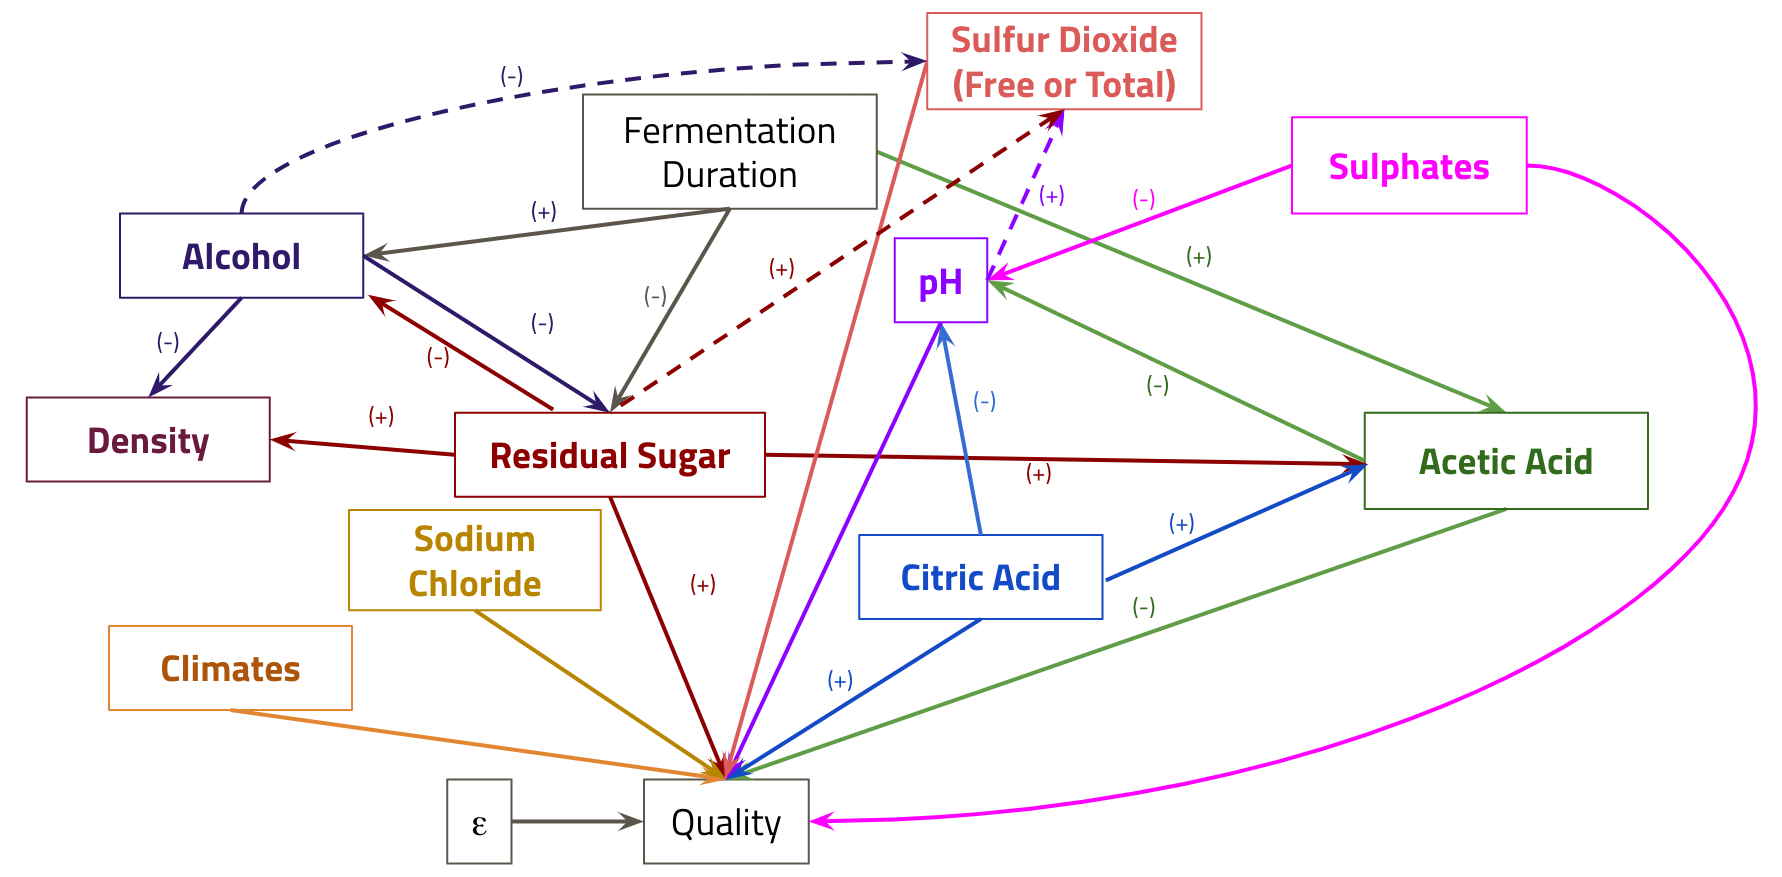 Sulfur Dioxide
(Free or Total)
(-)
Fermentation
Duration
Sulphates
(+)
(-)
(+)
Alcohol
(+)
(+)
pH
(-)
(-)
(-)
(-)
(-)
(-)
(+)
Density
Residual Sugar
Acetic Acid
(+)
(+)
Sodium
Chloride
Citric Acid
(+)
(-)
Climates
(+)
ε
Quality